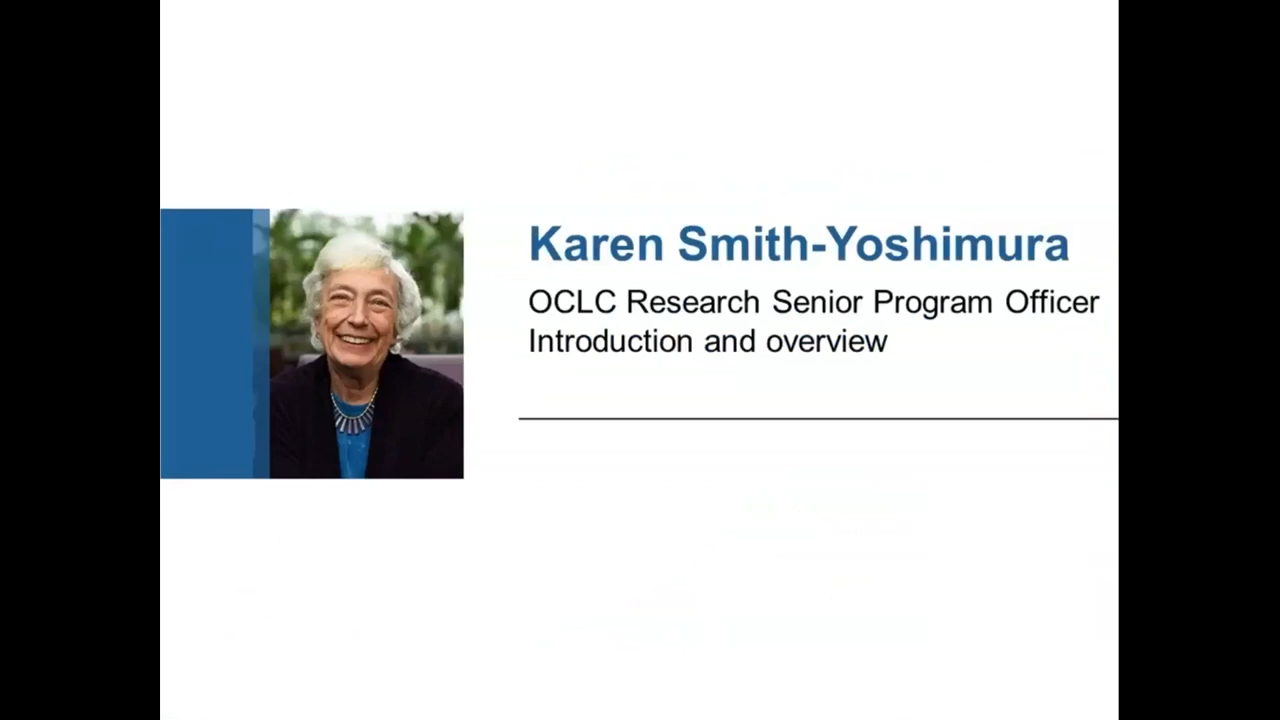 Karen Smith-Yoshimura
OCLC Research Senior Program Officer
Introduction and overview